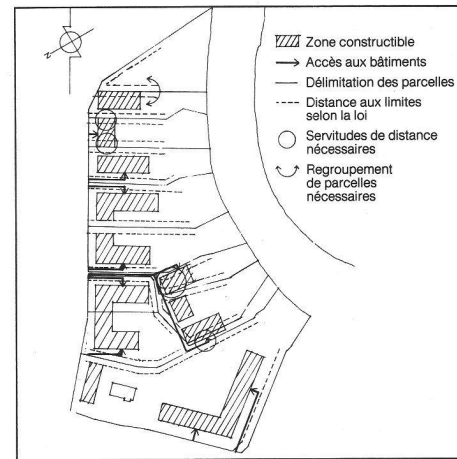 N
Zone constructible
Accès aux bâtiments
Délimitation des parcelles
Distance aux limites
selon la loi
Servitudes de distance
nécessaires
Regroupement
de parcelles
nécessaires